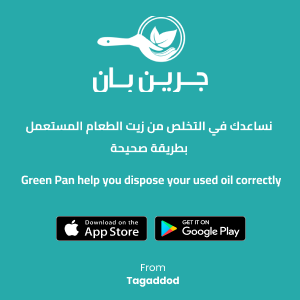 جرين بان
نساعدك في التخلص من زيت الطعام المستعمل
بطريقة صحيحة
Green Pan help you dispose your used oil correctly
Download on the
App Store
GET IT ON
Google Play
From
Tagaddod